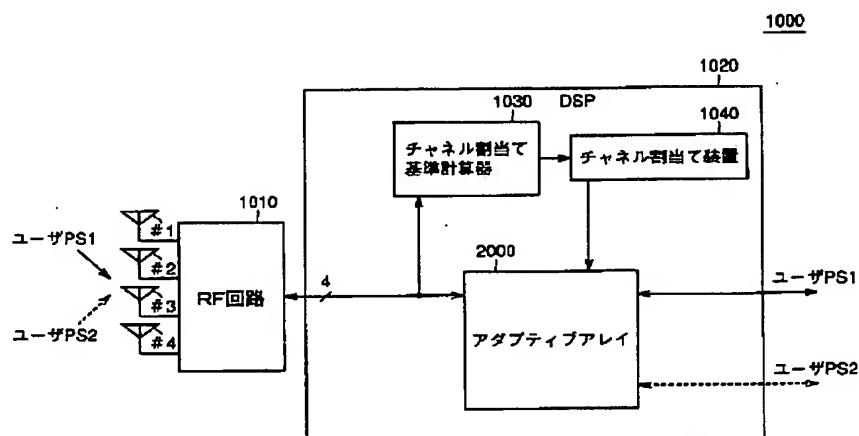 1000
1020
DSP
1030
1040
チャネル割当て
基準計算器
チャネル割当て装置
1010
#1
#2
#3
#4
ユーザPS1
ユーザPS2
RF回路
4
2000
アダプティブアレイ
ユーザPS1
ユーザPS2